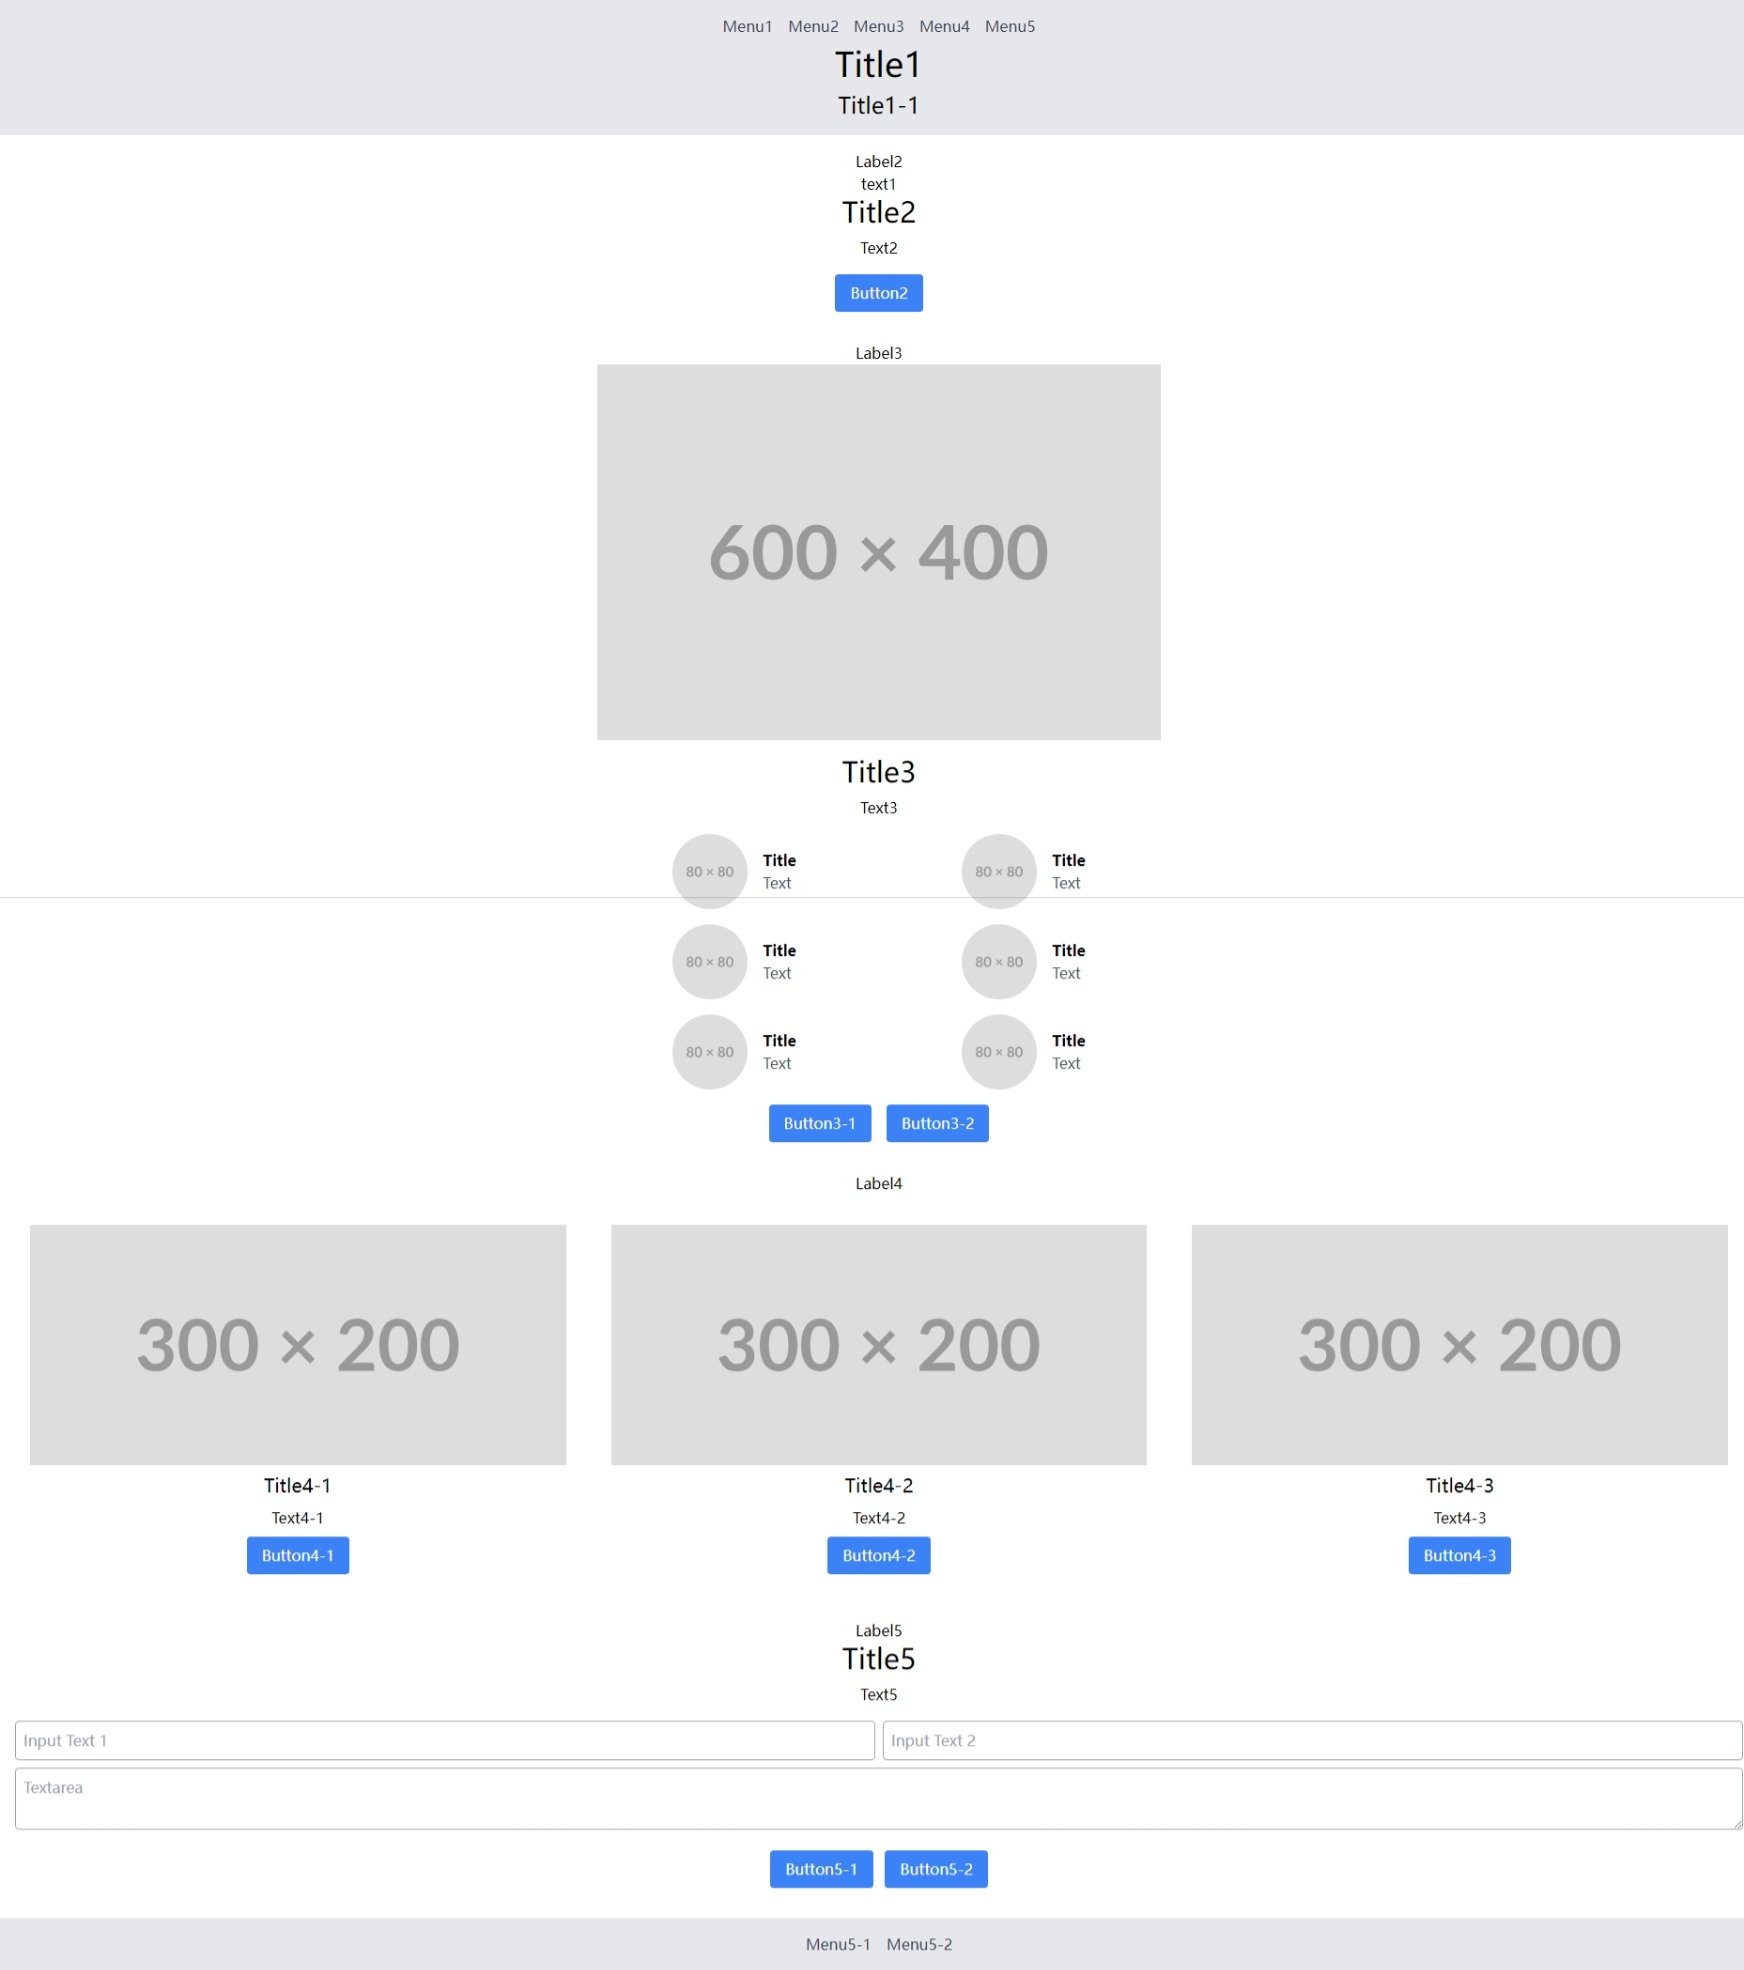 Menu1 Menu2 Menu3 Menu4 Menu5
Title1
Title1-1
Label2
text1
Title2
Text2
Button2
Label3
600 × 400
Title3
Text3
80 × 80 Title Text 80 × 80 Title Text
80 × 80 Title Text 80 × 80 Title Text
80 × 80 Title Text 80 × 80 Title Text
Button3-1 Button3-2
Label4
300 × 200 300 × 200 300 × 200
Title4-1 Title4-2 Title4-3
Text4-1 Text4-2 Text4-3
Button4-1 Button4-2 Button4-3
Label5
Title5
Text5
Input Text 1 Input Text 2
Textarea
Button5-1 Button5-2
Menu5-1 Menu5-2